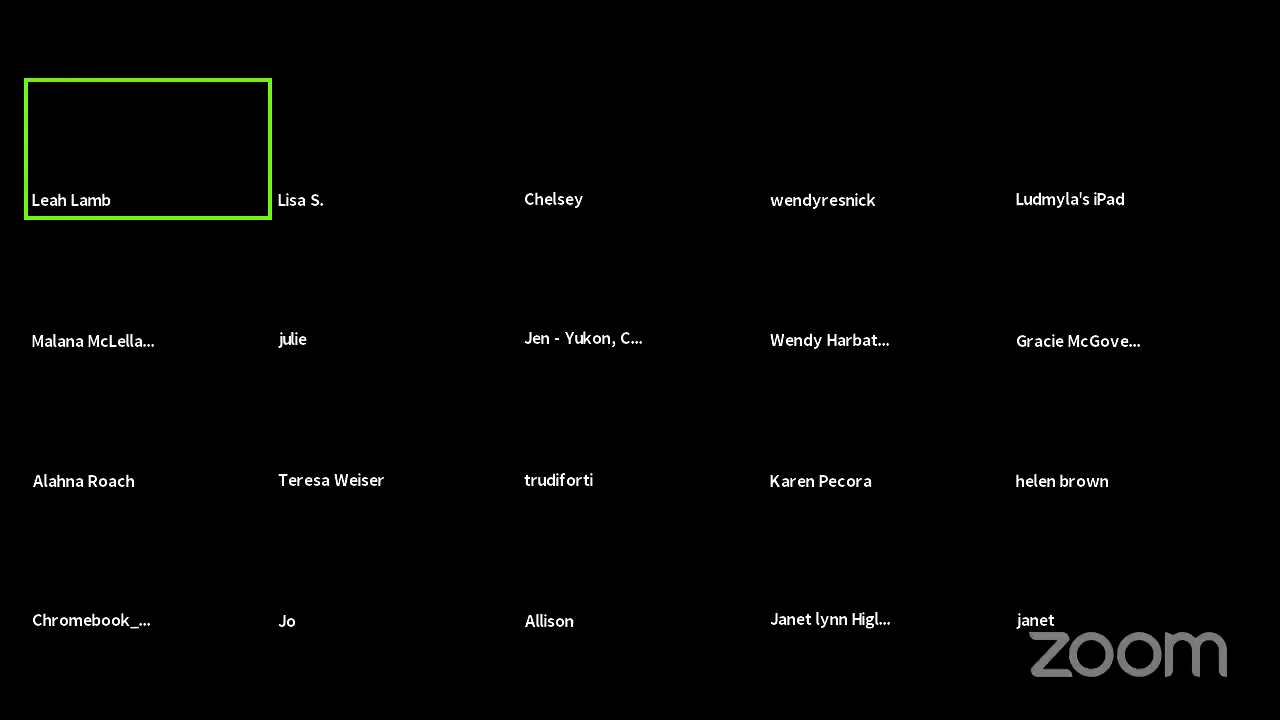 Leah Lamb
Lisa S.
Chelsey
wendyresnick
Ludmyla's iPad
Malana McLella...
julie
Jen - Yukon, C...
Wendy Harbat...
Gracie McGove...
Alahna Roach
Teresa Weiser
trudiforti
Karen Pecora
helen brown
Chromebook_...
Jo
Allison
Janet lynn Higl...
janet
zoom